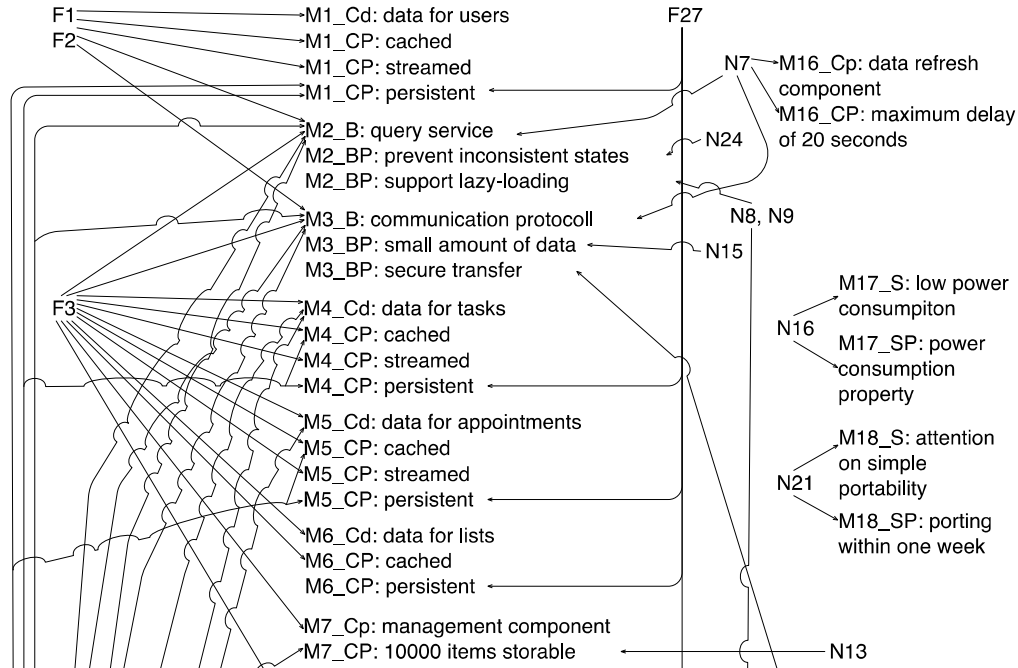 F1
F2
F3
M1_Cd: data for users
M1_CP: cached
M1_CP: streamed
M1_CP: persistent
M2_B: query service
M2_BP: prevent inconsistent states
M2_BP: support lazy-loading
M3_B: communication protocoll
M3_BP: small amount of data
M3_BP: secure transfer
M4_Cd: data for tasks
M4_CP: cached
M4_CP: streamed
M4_CP: persistent
M5_Cd: data for appointments
M5_CP: cached
M5_CP: streamed
M5_CP: persistent
M6_Cd: data for lists
M6_CP: cached
M6_CP: persistent
M7_Cp: management component
M7_CP: 10000 items storable
F27
N7
N24
N8, N9
N15
N13
M16_Cp: data refresh
component
M16_CP: maximum delay
of 20 seconds
N16
M17_S: low power
consumpiton
M17_SP: power
consumption
property
N21
M18_S: attention
on simple
portability
M18_SP: porting
within one week